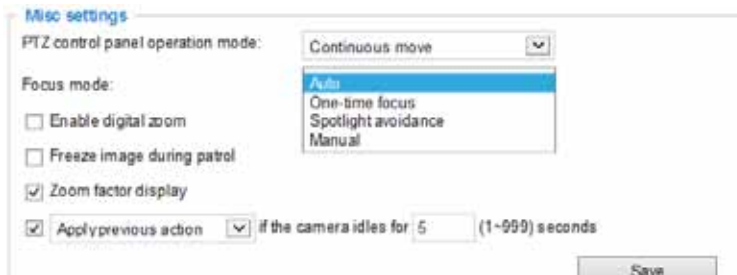 Misc settings
PTZ control panel operation mode: Continuous move
Focus mode: Auto
One-time focus
Enable digital zoom Spotlight avoidance
Manual
Freeze image during patrol
Zoom factor display
Apply previous action if the camera idles for 5 (1~999) seconds
Save